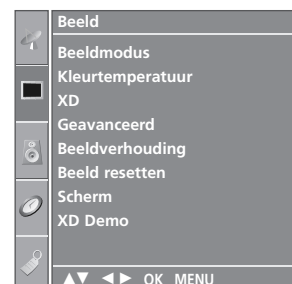 Beeld
Beeldmodus
Kleurtemperatuur
XD
Geavanceerd
Beeldverhouding
Beeld resetten
Scherm
XD Demo
▲▼ ◄► OK MENU